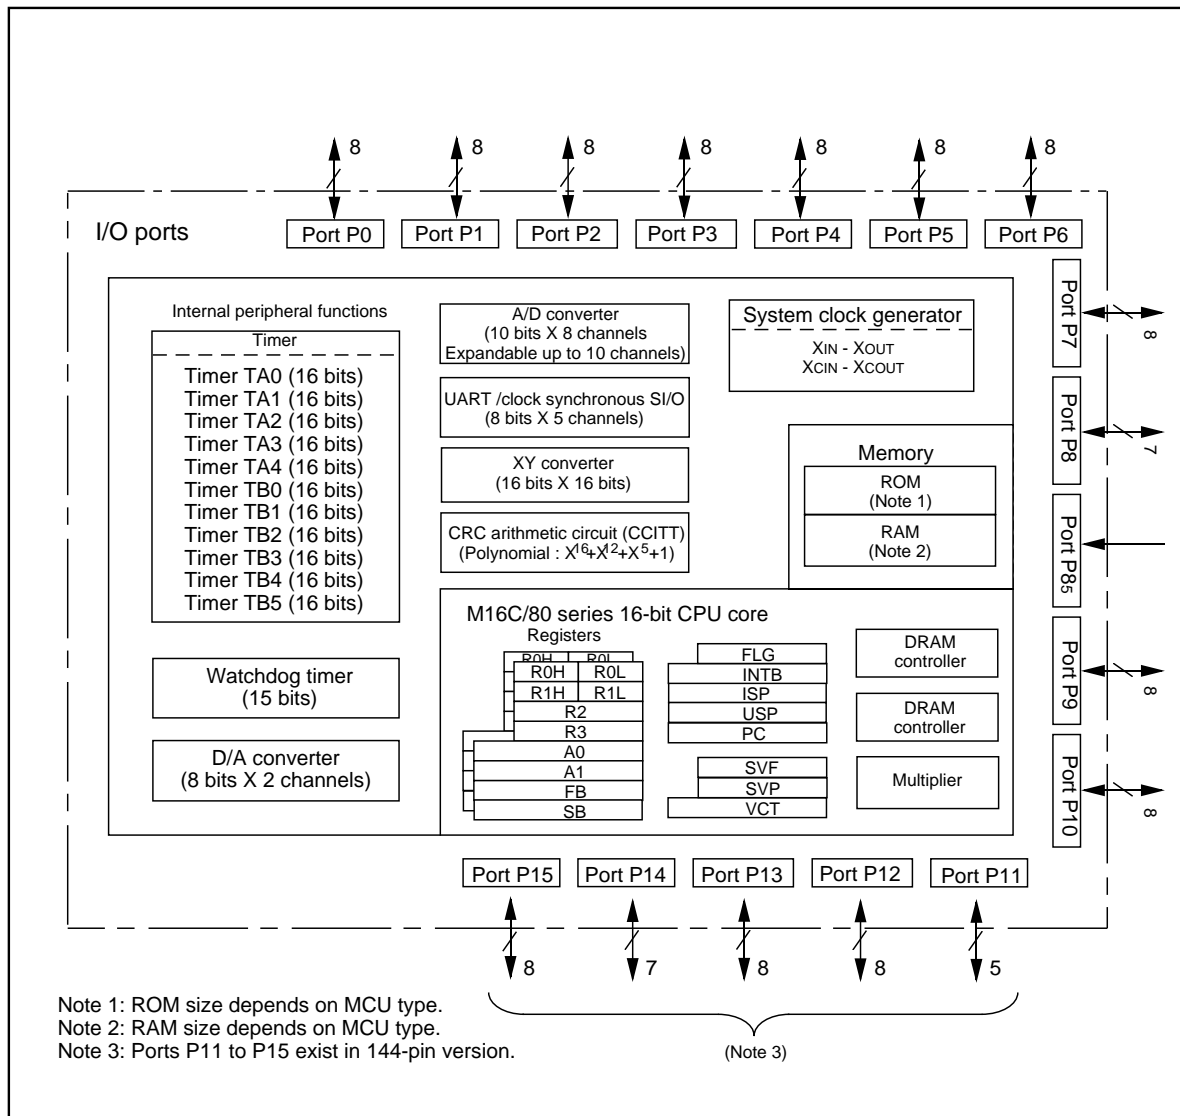 8 8 8 8 8 8 8
I/O ports
Port P0 Port P1 Port P2 Port P3 Port P4 Port P5 Port P6
Port P7
8
Port P8
7
Port P85
Port P9
8
Port P10
8
Internal peripheral functions
Timer
Timer TA0 (16 bits)
Timer TA1 (16 bits)
Timer TA2 (16 bits)
Timer TA3 (16 bits)
Timer TA4 (16 bits)
Timer TB0 (16 bits)
Timer TB1 (16 bits)
Timer TB2 (16 bits)
Timer TB3 (16 bits)
Timer TB4 (16 bits)
Timer TB5 (16 bits)
Watchdog timer
(15 bits)
D/A converter
(8 bits X 2 channels)
A/D converter
(10 bits X 8 channels
Expandable up to 10 channels)
UART /clock synchronous SI/O
(8 bits X 5 channels)
XY converter
(16 bits X 16 bits)
CRC arithmetic circuit (CCITT)
(Polynomial : X16+X12+X5+1)
System clock generator
XIN - XOUT
XCIN - XCOUT
Memory
ROM
(Note 1)
RAM
(Note 2)
M16C/80 series 16-bit CPU core
Registers
R0H R0L
R0H R0L
R1H R1L
R2
R3
A0
A1
FB
SB
FLG
INTB
ISP
USP
PC
SVF
SVP
VCT
DRAM
controller
DRAM
controller
Multiplier
Port P15 Port P14 Port P13 Port P12 Port P11
8 7 8 8 5
(Note 3)
Note 1: ROM size depends on MCU type.
Note 2: RAM size depends on MCU type.
Note 3: Ports P11 to P15 exist in 144-pin version.